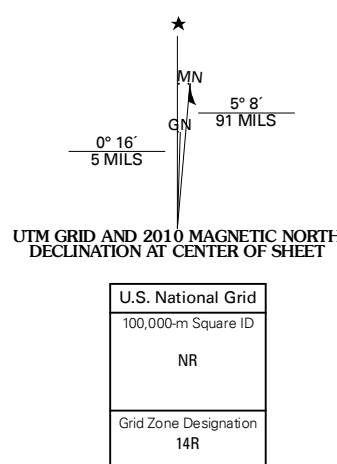 ★
MN
5° 8´
91 MILS
GN
0° 16´
5 MILS
UTM GRID AND 2010 MAGNETIC NORTH
DECLINATION AT CENTER OF SHEET
U.S. National Grid
100,000-m Square ID
NR
Grid Zone Designation
14R